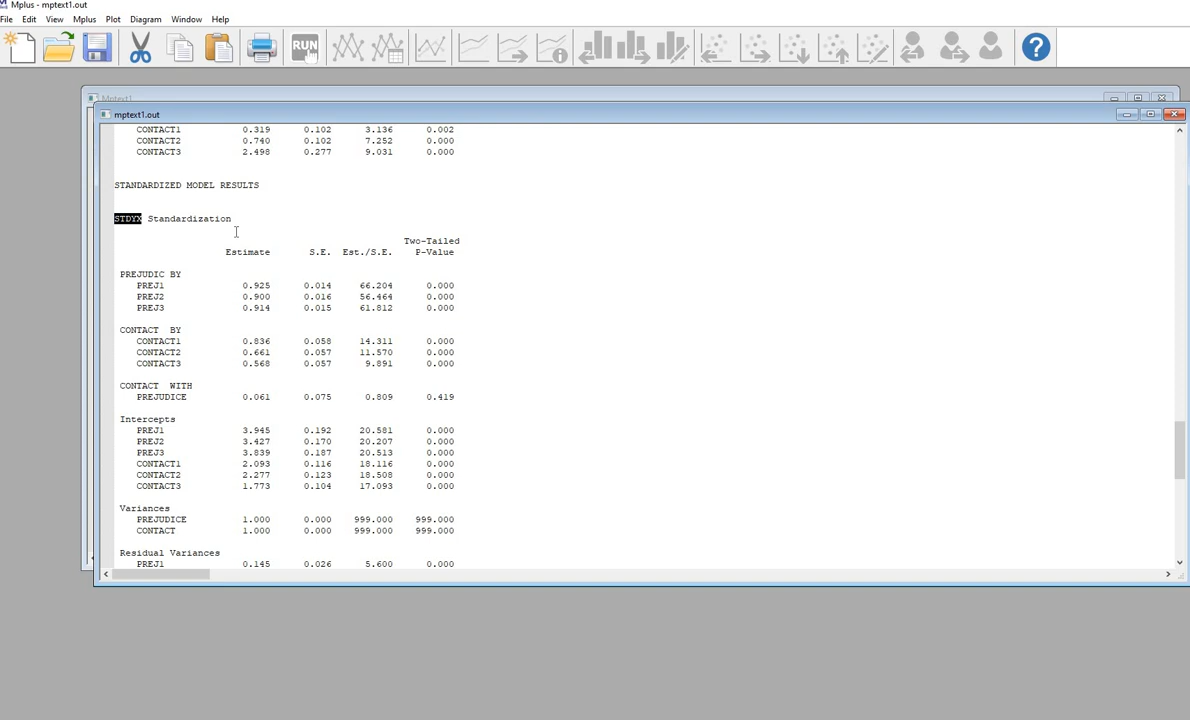 Mplus - mptext1.out
File Edit View Mplus Plot Diagram Window Help
RUN
Mptext1
mptext1.out
CONTACT1 0.319 0.102 3.136 0.002
CONTACT2 0.740 0.102 7.252 0.000
CONTACT3 2.498 0.277 9.031 0.000
STANDARDIZED MODEL RESULTS
STDYX Standardization
Two-Tailed
Estimate S.E. Est./S.E. P-Value
PREJUDIC BY
PREJ1 0.925 0.014 66.204 0.000
PREJ2 0.900 0.016 56.464 0.000
PREJ3 0.914 0.015 61.812 0.000
CONTACT BY
CONTACT1 0.836 0.058 14.311 0.000
CONTACT2 0.661 0.057 11.570 0.000
CONTACT3 0.568 0.057 9.891 0.000
CONTACT WITH
PREJUDICE 0.061 0.075 0.809 0.419
Intercepts
PREJ1 3.945 0.192 20.581 0.000
PREJ2 3.427 0.170 20.207 0.000
PREJ3 3.839 0.187 20.513 0.000
CONTACT1 2.093 0.116 18.116 0.000
CONTACT2 2.277 0.123 18.508 0.000
CONTACT3 1.773 0.104 17.093 0.000
Variances
PREJUDICE 1.000 0.000 999.000 999.000
CONTACT 1.000 0.000 999.000 999.000
Residual Variances
PREJ1 0.145 0.026 5.600 0.000